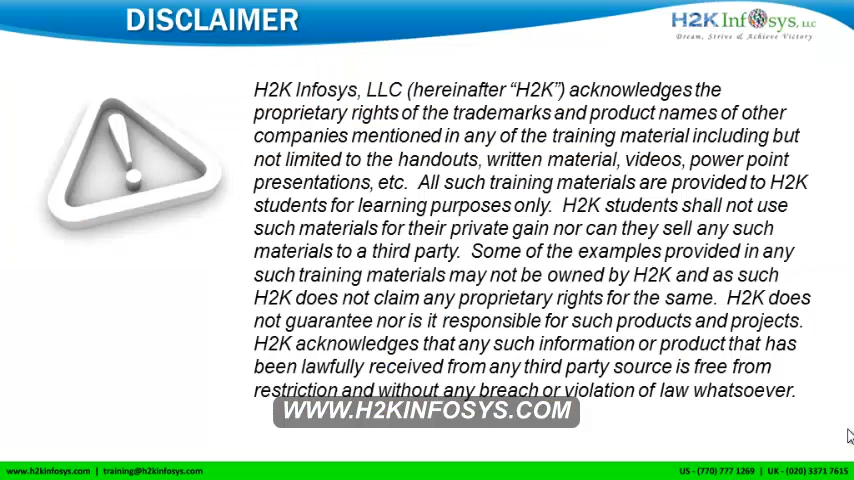 DISCLAIMER
H2K Infosys, LLC
Dream, Strive & Achieve Victory
H2K Infosys, LLC (hereinafter “H2K”) acknowledges the
proprietary rights of the trademarks and product names of other
companies mentioned in any of the training material including but
not limited to the handouts, written material, videos, power point
presentations, etc. All such training materials are provided to H2K
students for learning purposes only. H2K students shall not use
such materials for their private gain nor can they sell any such
materials to a third party. Some of the examples provided in any
such training materials may not be owned by H2K and as such
H2K does not claim any proprietary rights for the same. H2K does
not guarantee nor is it responsible for such products and projects.
H2K acknowledges that any such information or product that has
been lawfully received from any third party source is free from
restriction and without any breach or violation of law whatsoever.
WWW.H2KINFOSYS.COM
www.h2kinfosys.com | training@h2kinfosys.com
US - (770) 777 1269 | UK - (020) 3371 7615